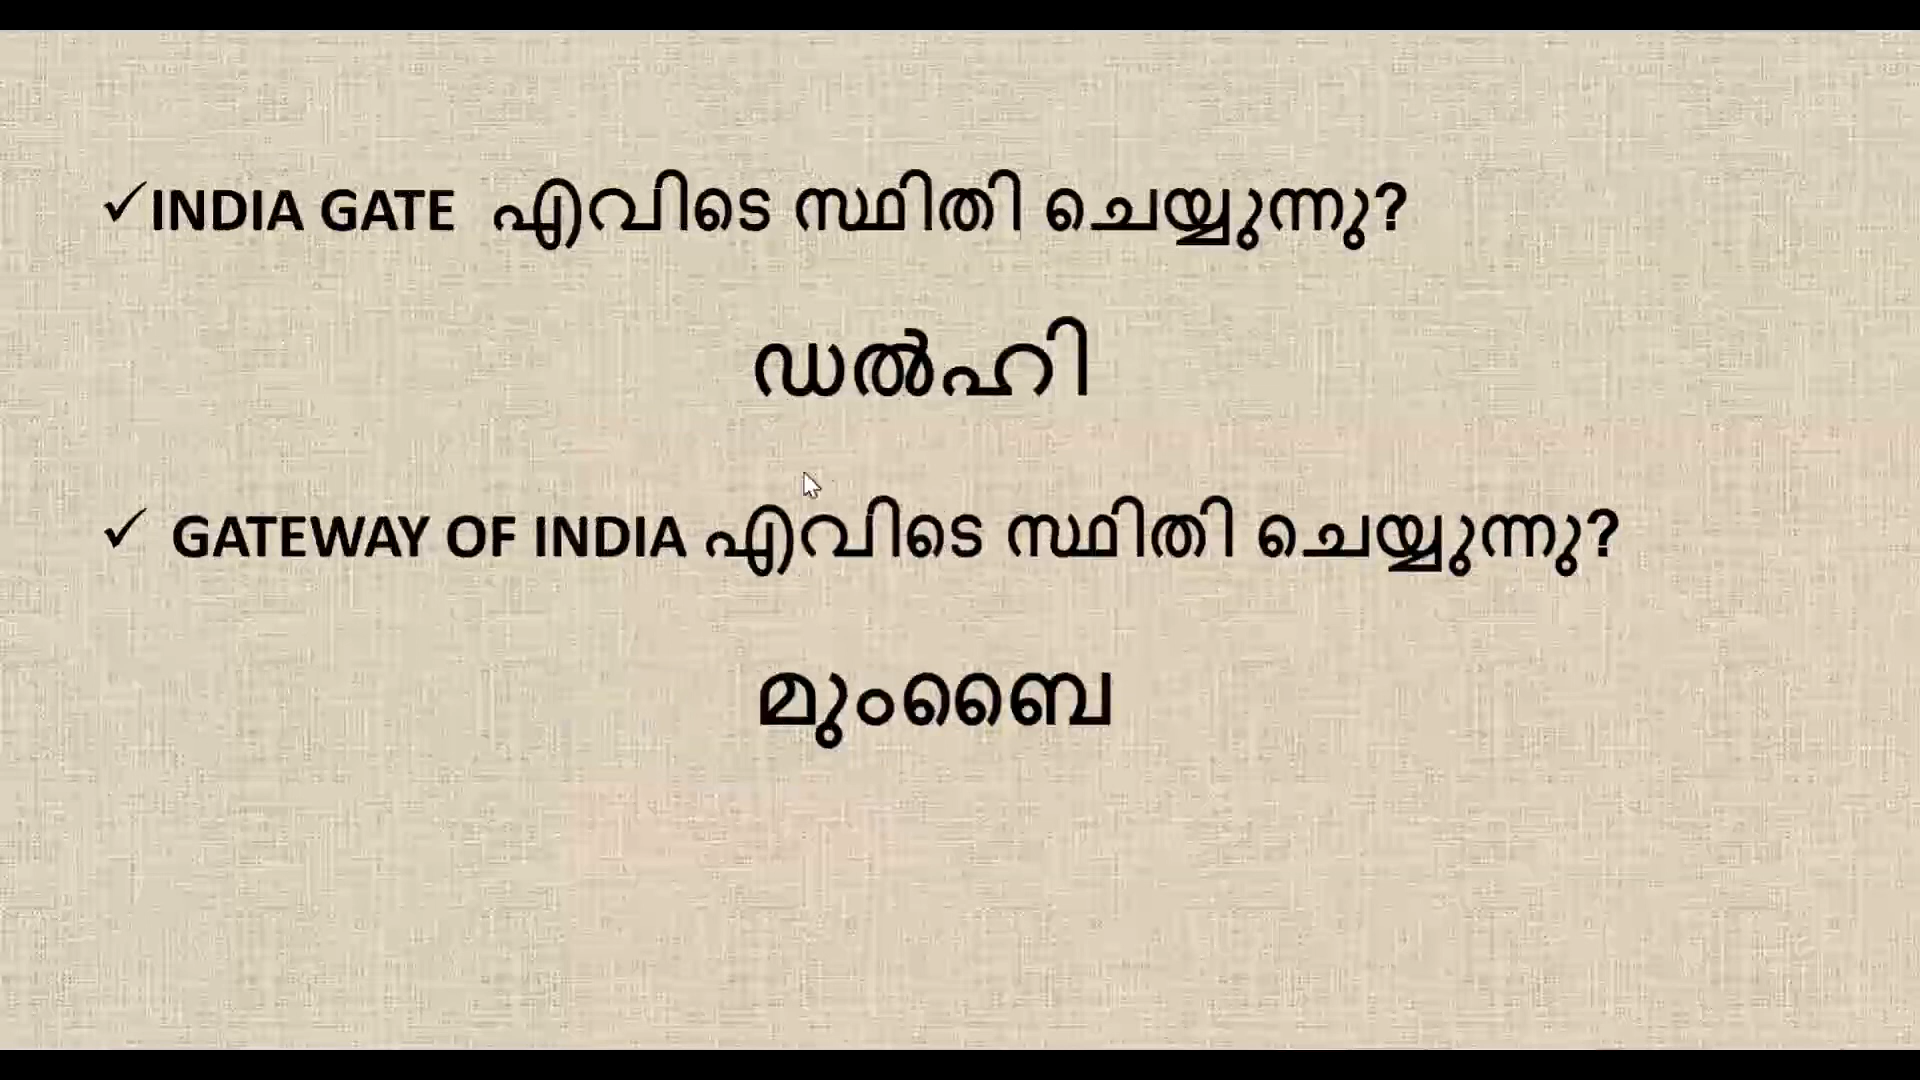 ✓INDIA GATE എവിടെ സ്ഥിതി ചെയ്യുന്നു?
ഡൽഹി
✓ GATEWAY OF INDIA എവിടെ സ്ഥിതി ചെയ്യുന്നു?
മുംബൈ